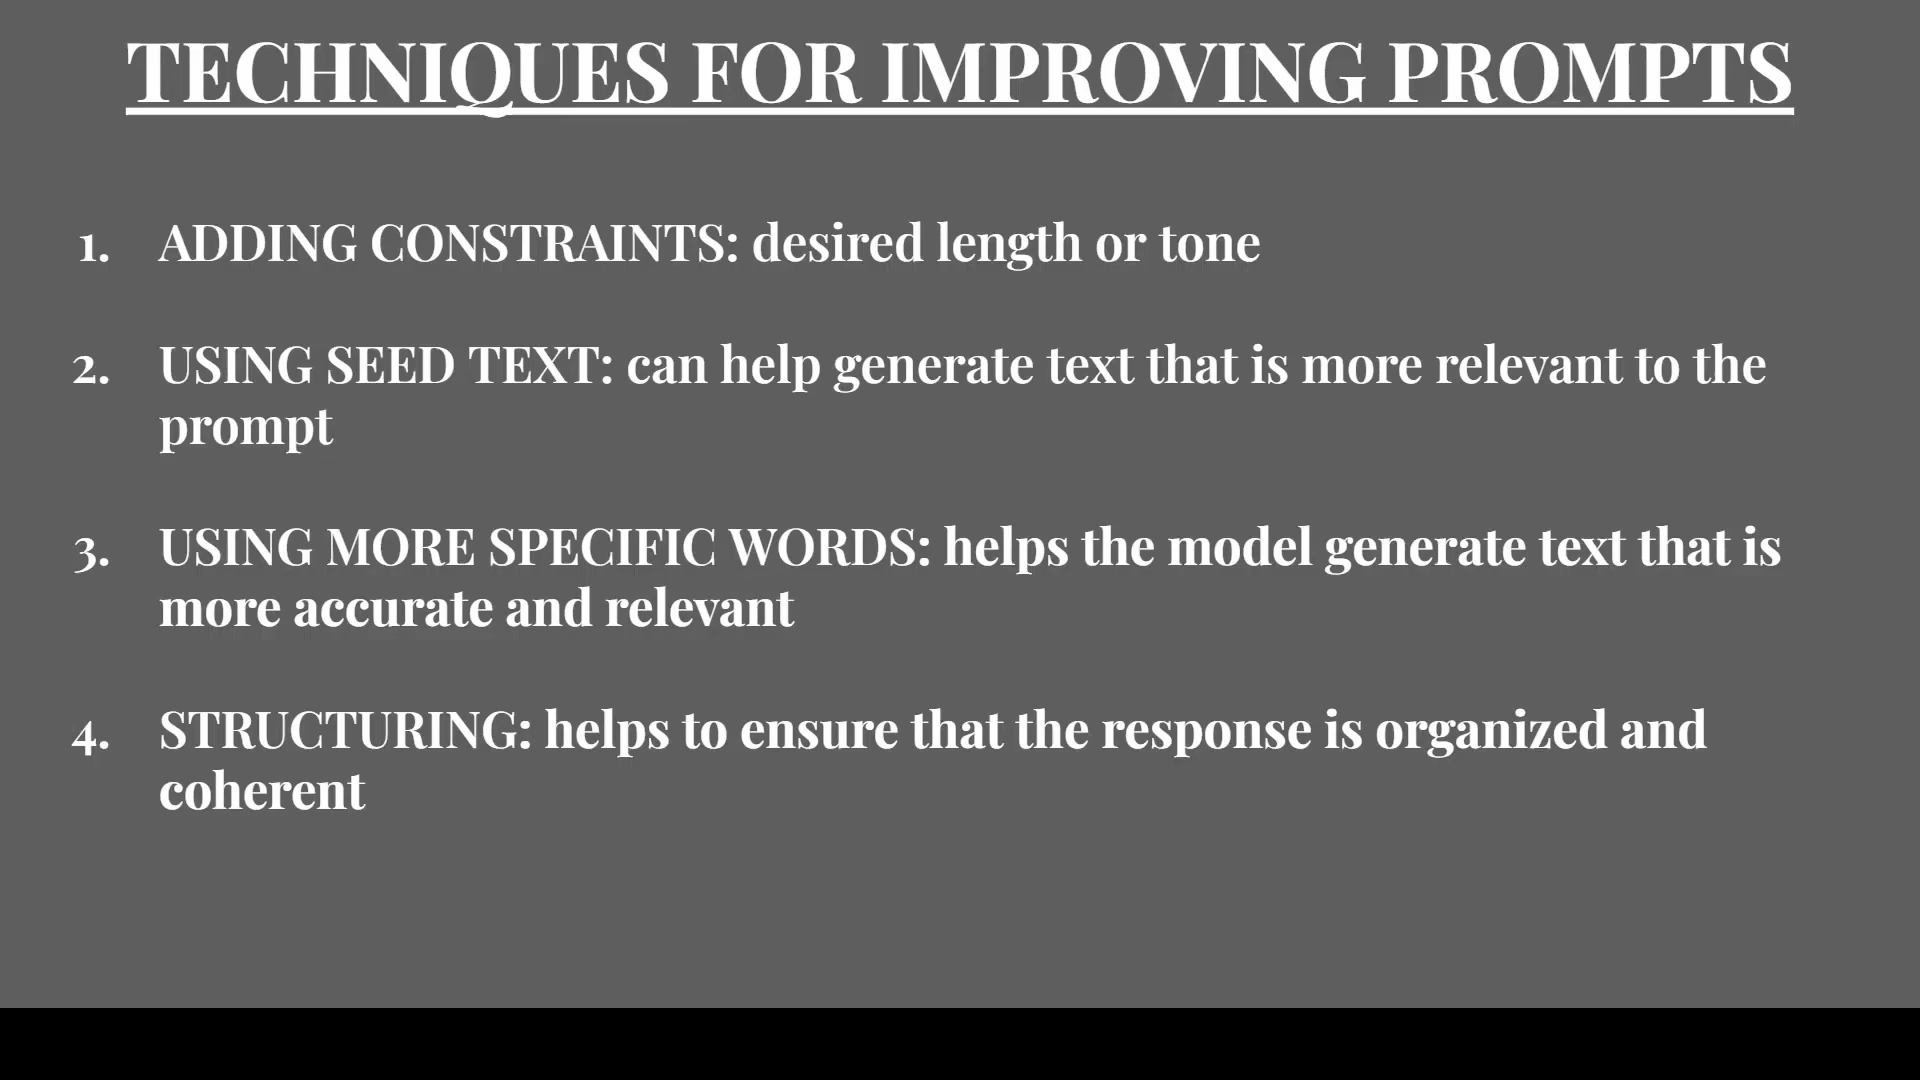 TECHNIQUES FOR IMPROVING PROMPTS
1. ADDING CONSTRAINTS: desired length or tone
2. USING SEED TEXT: can help generate text that is more relevant to the
prompt
3. USING MORE SPECIFIC WORDS: helps the model generate text that is
more accurate and relevant
4. STRUCTURING: helps to ensure that the response is organized and
coherent